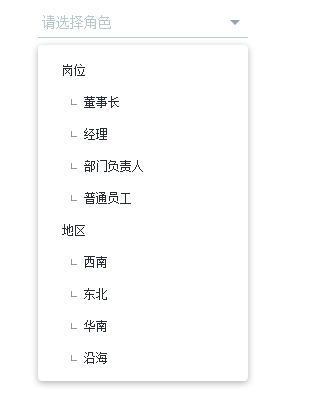 请选择角色
岗位
董事长
经理
部门负责人
普通员工
地区
西南
东北
华南
沿海